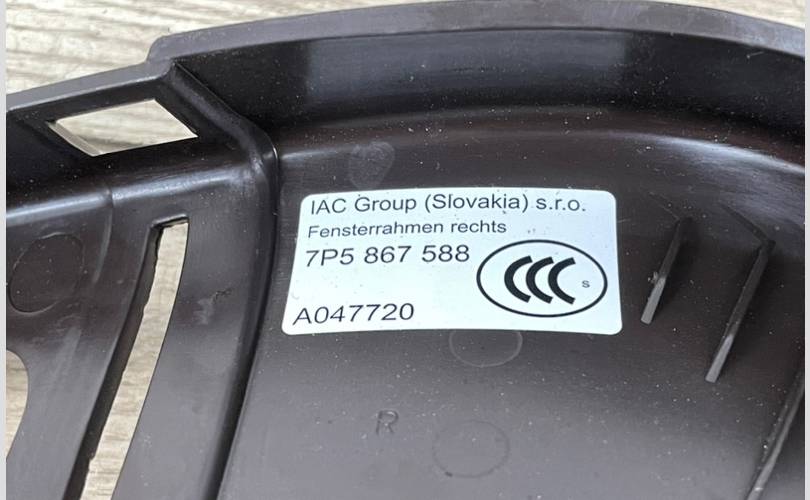 IAC Group (Slovakia) s.r.o.
Fensterrahmen rechts
7P5 867 588
CCC S
A047720
R